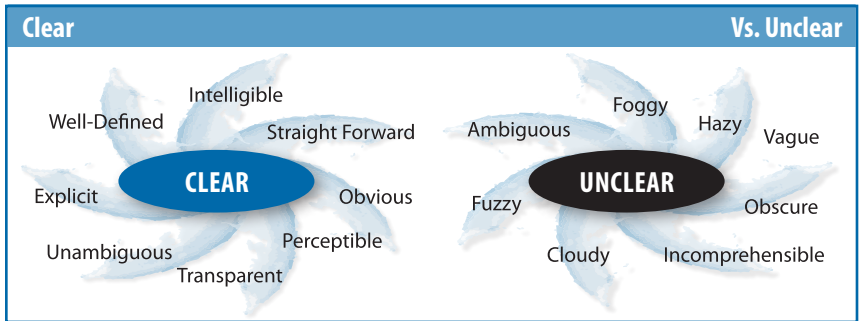 Clear Vs. Unclear
Intelligible
Well-Defined
Straight Forward
CLEAR
Explicit
Obvious
Unambiguous
Perceptible
Transparent
Foggy
Ambiguous
Hazy
Vague
UNCLEAR
Fuzzy
Obscure
Cloudy
Incomprehensible